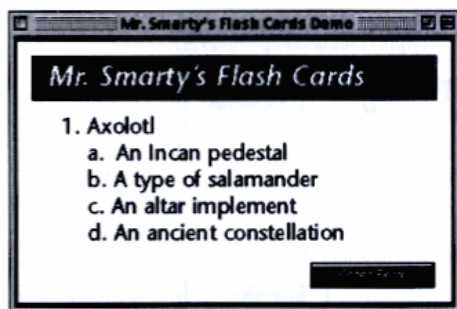 Mr. Smarty's Flash Cards Demo
Mr. Smarty's Flash Cards
1. Axolotl
a. An Incan pedestal
b. A type of salamander
c. An altar implement
d. An ancient constellation